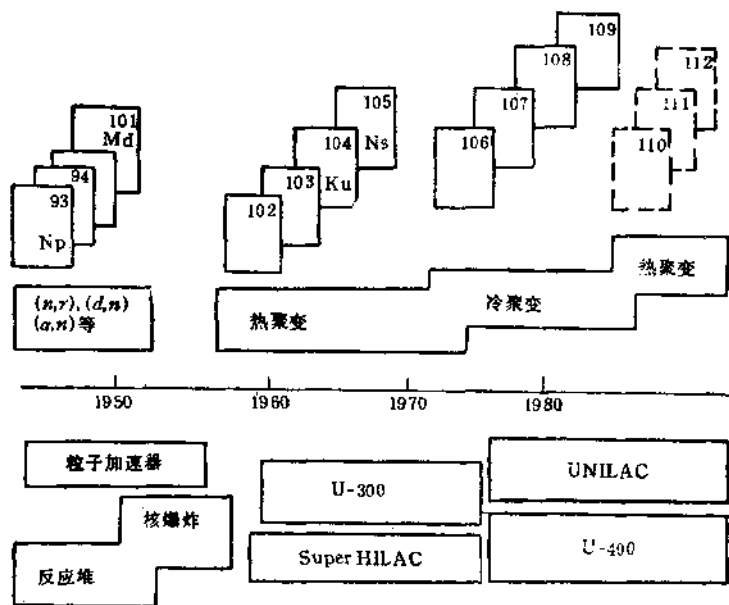 109
108
112
107
111
106
110
101
Md
105
Ns
104
Ku
94
103
93
Np
102
(n,r),(d,n)
(α,n)等
热聚变
冷聚变
热聚变
1950
1960
1970
1980
粒子加速器
核爆炸
反应堆
U-300
Super HILAC
UNILAC
U-400